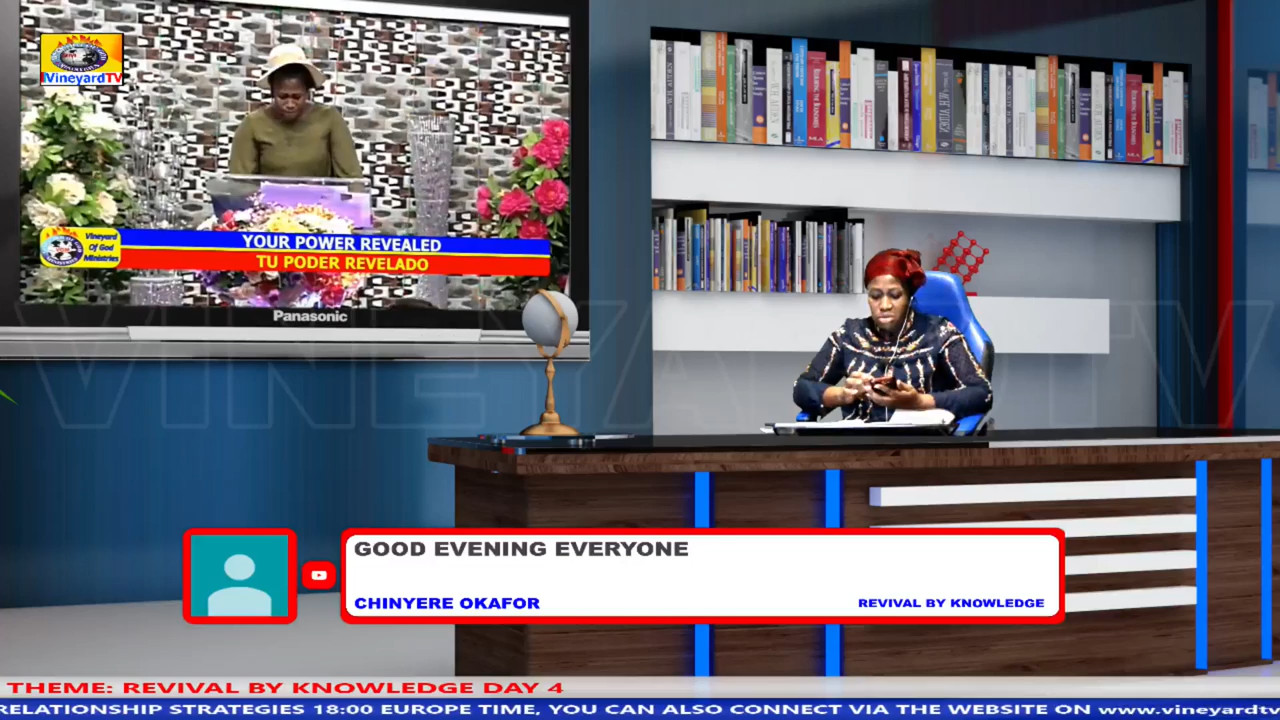 VineyardTV
YOUR POWER REVEALED
TU PODER REVELADO
Vineyard
Of God
Ministries
Panasonic
VINEYARDTV
GOOD EVENING EVERYONE
CHINYERE OKAFOR
REVIVAL BY KNOWLEDGE
THEME: REVIVAL BY KNOWLEDGE DAY 4
RELATIONSHIP STRATEGIES 18:00 EUROPE TIME, YOU CAN ALSO CONNECT VIA THE WEBSITE ON www.vineyardtv